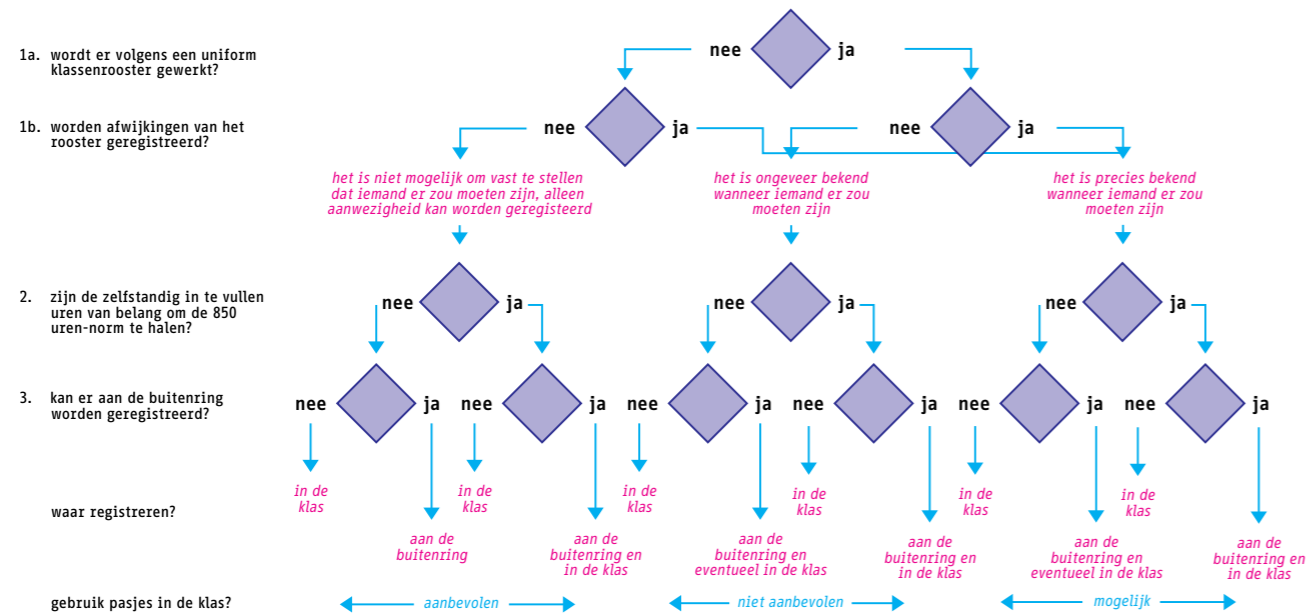 1a. wordt er volgens een uniform
klassenrooster gewerkt?
nee ja
1b. worden afwijkingen van het
rooster geregistreerd?
nee ja nee ja
het is niet mogelijk om vast te stellen
dat iemand er zou moeten zijn, alleen
aanwezigheid kan worden geregisteerd
het is ongeveer bekend
wanneer iemand er zou
moeten zijn
het is precies bekend
wanneer iemand er zou
moeten zijn
2. zijn de zelfstandig in te vullen
uren van belang om de 850
uren-norm te halen?
nee ja nee ja nee ja
3. kan er aan de buitenring
worden geregistreerd?
nee ja nee ja nee ja nee ja nee ja nee ja
waar registreren?
in de
klas
aan de
buitenring
in de
klas
aan de
buitenring en
in de klas
in de
klas
aan de
buitenring en
eventueel in de klas
in de
klas
aan de
buitenring en
in de klas
in de
klas
aan de
buitenring en
eventueel in de klas
in de
klas
aan de
buitenring en
in de klas
gebruik pasjes in de klas?
aanbevolen niet aanbevolen mogelijk